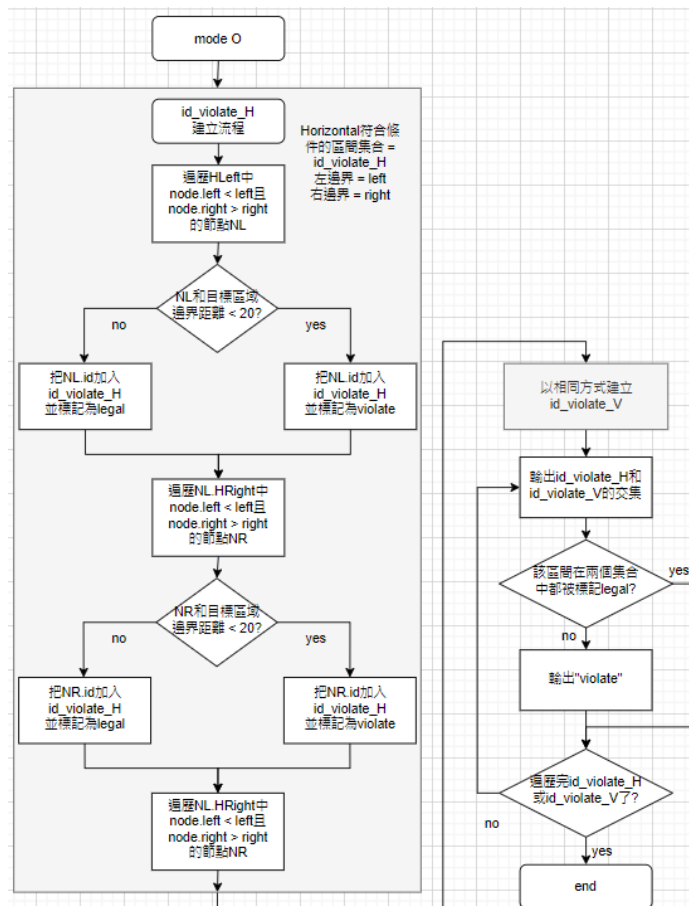 mode O
id_violate_H
建立流程
Horizontal符合條
件的區間集合 =
id_violate_H
左邊界 = left
右邊界 = right
遍歷HLeft中
node.left < left且
node.right > right
的節點NL
NL和目標區域
邊界距離 < 20?
no
yes
把NL.id加入
id_violate_H
並標記為legal
把NL.id加入
id_violate_H
並標記為violate
遍歷NL.HRight中
node.left < left且
node.right > right
的節點NR
NR和目標區域
邊界距離 < 20?
no
yes
把NR.id加入
id_violate_H
並標記為legal
把NR.id加入
id_violate_H
並標記為violate
遍歷NL.HRight中
node.left < left且
node.right > right
的節點NR
以相同方式建立
id_violate_V
輸出id_violate_H和
id_violate_V的交集
該區間在兩個集合
中都被標記legal?
yes
no
輸出"violate"
遍歷完id_violate_H
或id_violate_V了?
no
yes
end